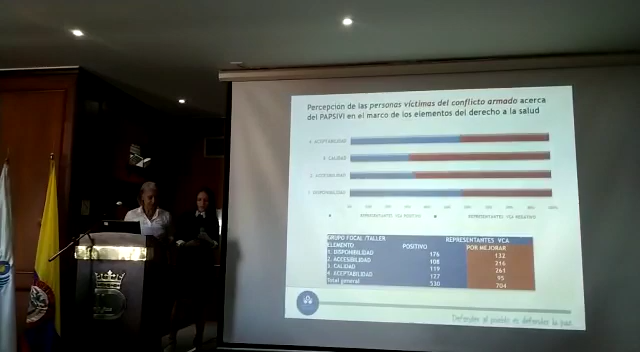 Percepcion de las personas víctimas del conflicto armado acerca
del PAPSIVI en el marco de los elementos del derecho a la salud
4. ACEPTABILIDAD
3. CALIDAD
2. ACCESIBILIDAD
1. DISPONIBILIDAD
REPRESENTANTES VCA POSITIVO
REPRESENTANTES VCA NEGATIVO
GRUPO FOCAL /TALLER REPRESENTANTES VCA
ELEMENTO POSITIVO POR MEJORAR
1. DISPONIBILIDAD 176 132
2. ACCESIBILIDAD 108 216
3. CALIDAD 119 261
4. ACEPTABILIDAD 127 95
Total general 530 704
Defender al pueblo es defender la paz